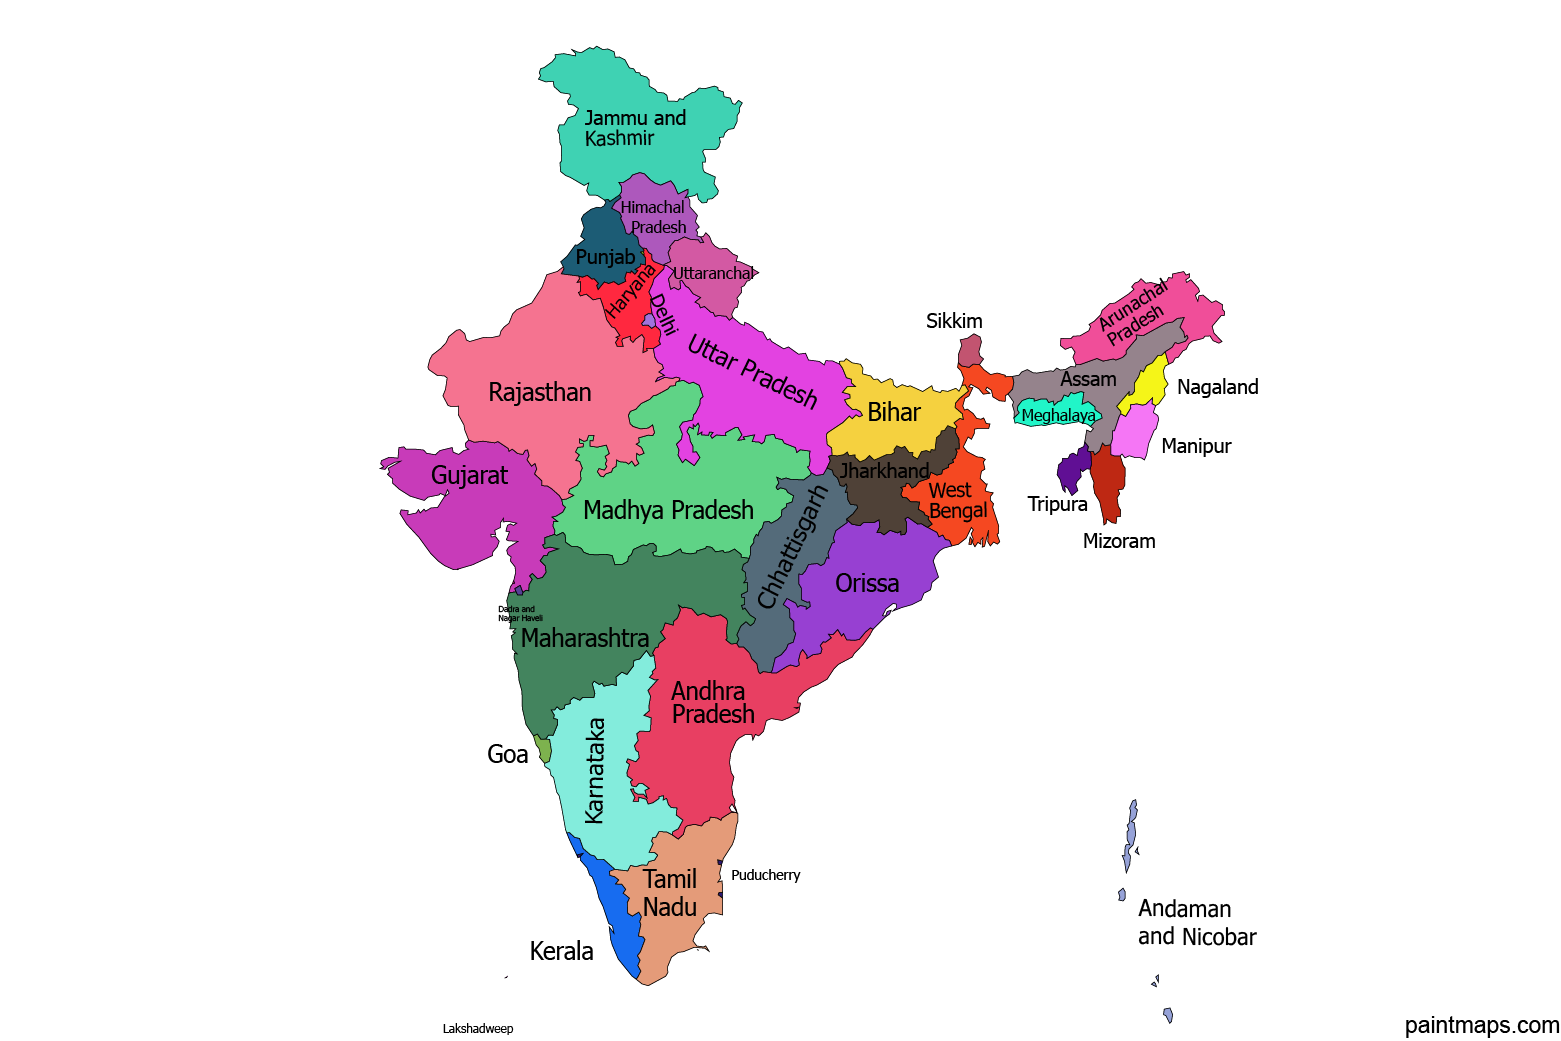 Jammu and
Kashmir
Himachal
Pradesh
Punjab
Uttaranchal
Haryana
Delhi
Arunachal
Pradesh
Sikkim
Uttar Pradesh
Rajasthan
Assam
Nagaland
Bihar
Meghalaya
Manipur
Gujarat
Jharkhand
West
Bengal
Tripura
Madhya Pradesh
Mizoram
Chhattisgarh
Orissa
Dadra and
Nagar Haveli
Maharashtra
Andhra
Pradesh
Goa
Karnataka
Tamil
Nadu
Puducherry
Andaman
and Nicobar
Kerala
Lakshadweep
paintmaps.com